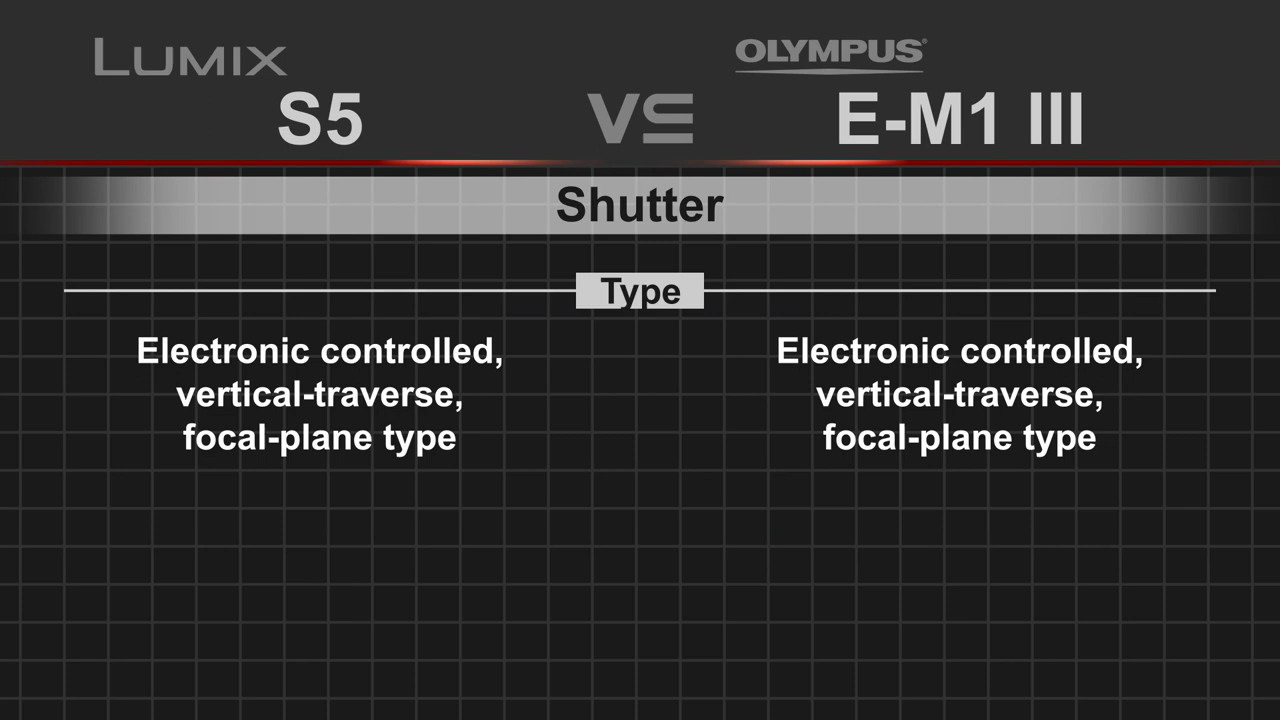 LUMIX
OLYMPUS®
S5
VS
E-M1 III
Shutter
Type
Electronic controlled,
vertical-traverse,
focal-plane type
Electronic controlled,
vertical-traverse,
focal-plane type